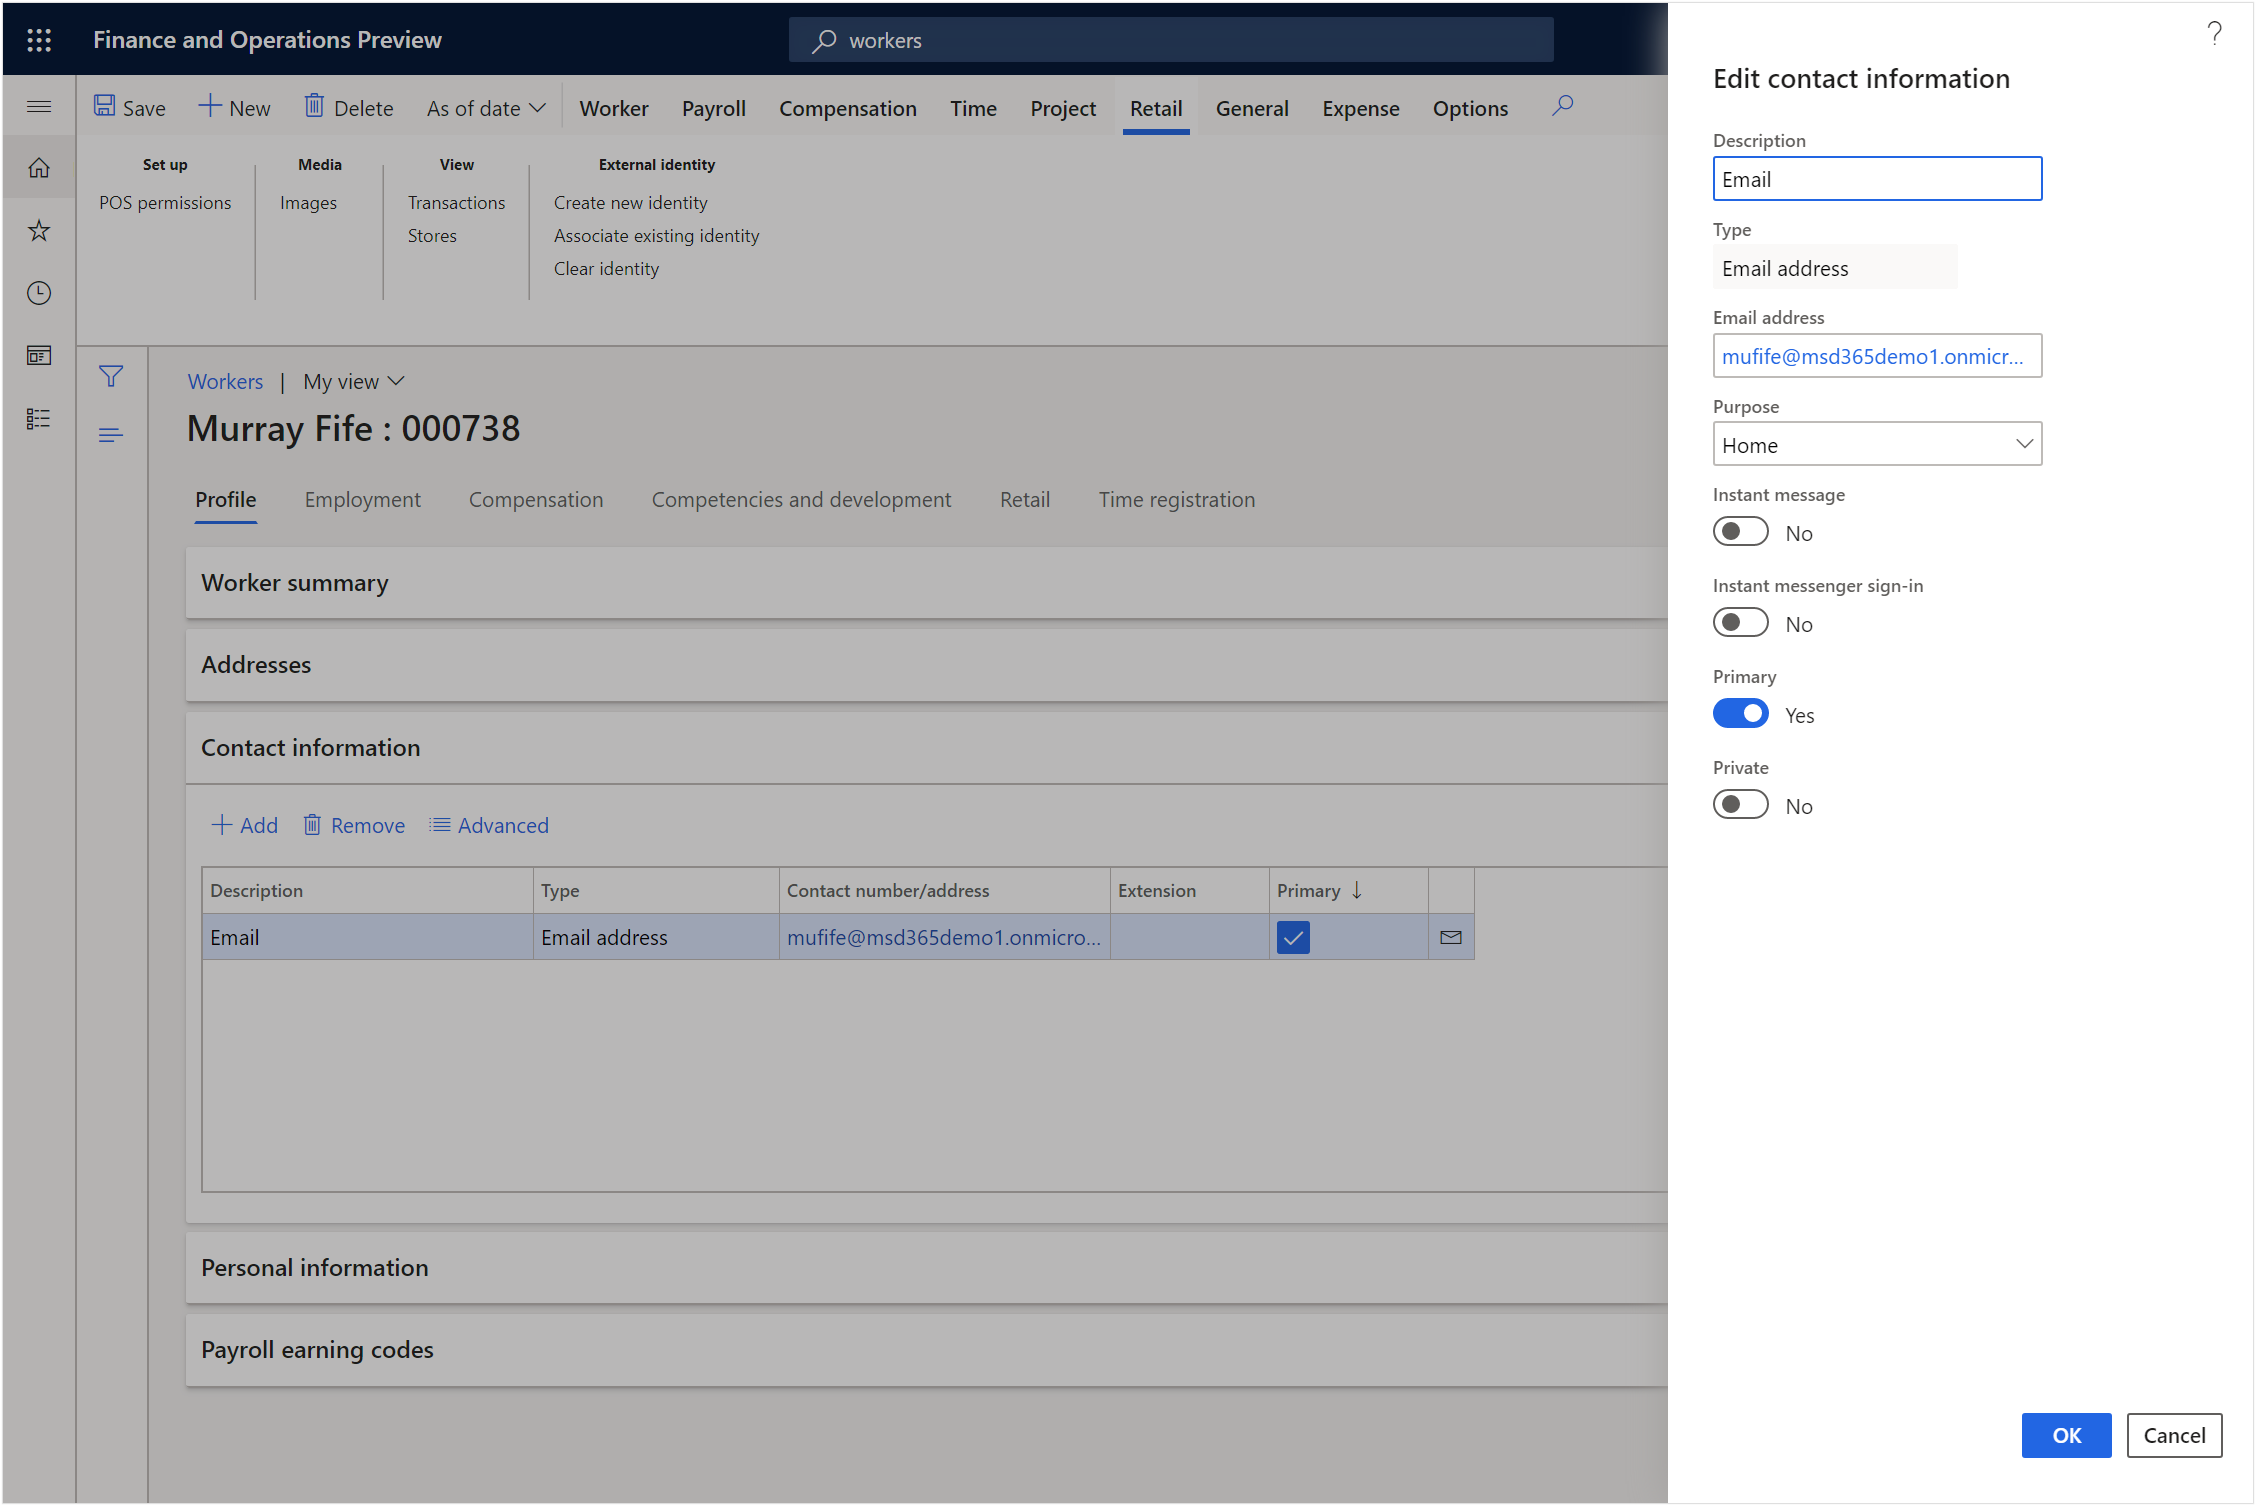 Finance and Operations Preview
workers
Save New Delete As of date Worker Payroll Compensation Time Project Retail General Expense Options
Set up
POS permissions
Media
Images
View
Transactions
Stores
External identity
Create new identity
Associate existing identity
Clear identity
Workers | My view
Murray Fife : 000738
Profile Employment Compensation Competencies and development Retail Time registration
Worker summary
Addresses
Contact information
Add Remove Advanced
Description Type Contact number/address Extension Primary
Email Email address mufife@msd365demo1.onmicro...
Personal information
Payroll earning codes
?
Edit contact information
Description
Email
Type
Email address
Email address
mufife@msd365demo1.onmicr...
Purpose
Home
Instant message
No
Instant messenger sign-in
No
Primary
Yes
Private
No
OK Cancel